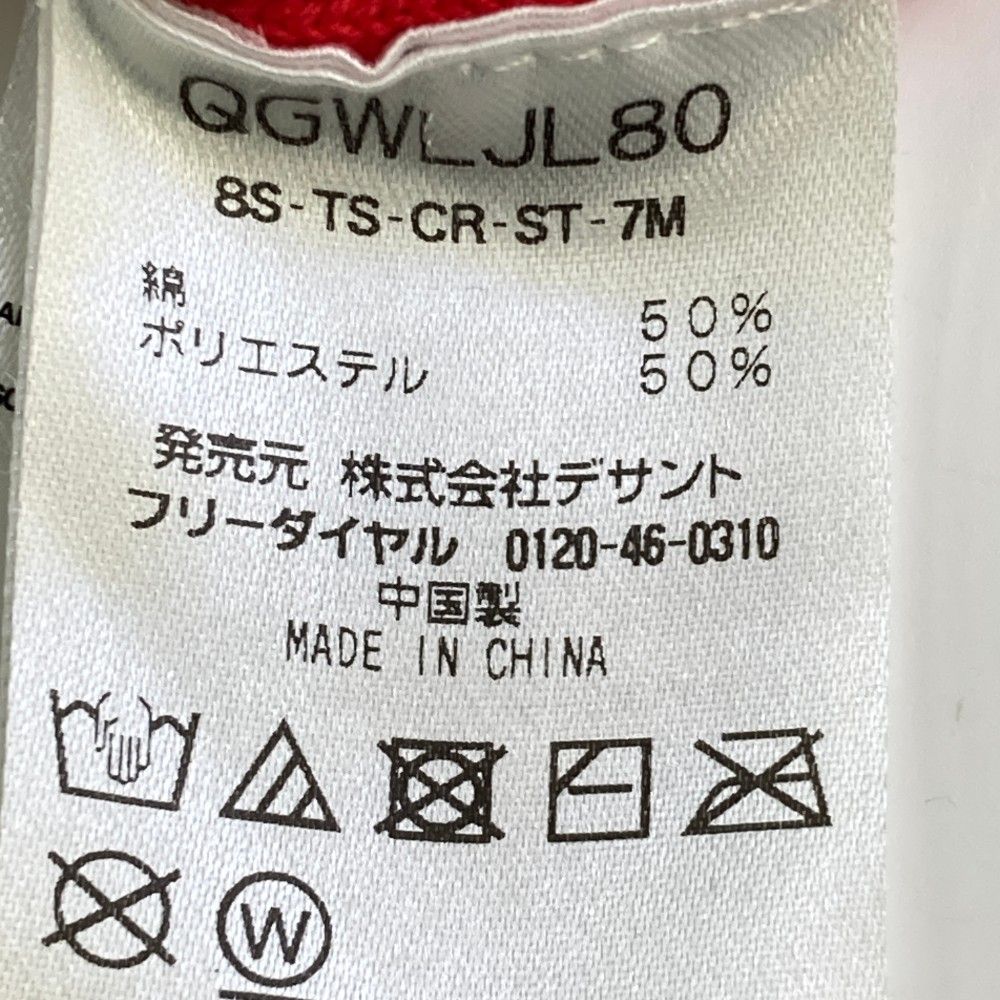 QGWLJL80
8S-TS-CR-ST-7M
綿 50%
ポリエステル 50%
発売元 株式会社デサント
フリーダイヤル 0120-46-0310
中国製
MADE IN CHINA
W